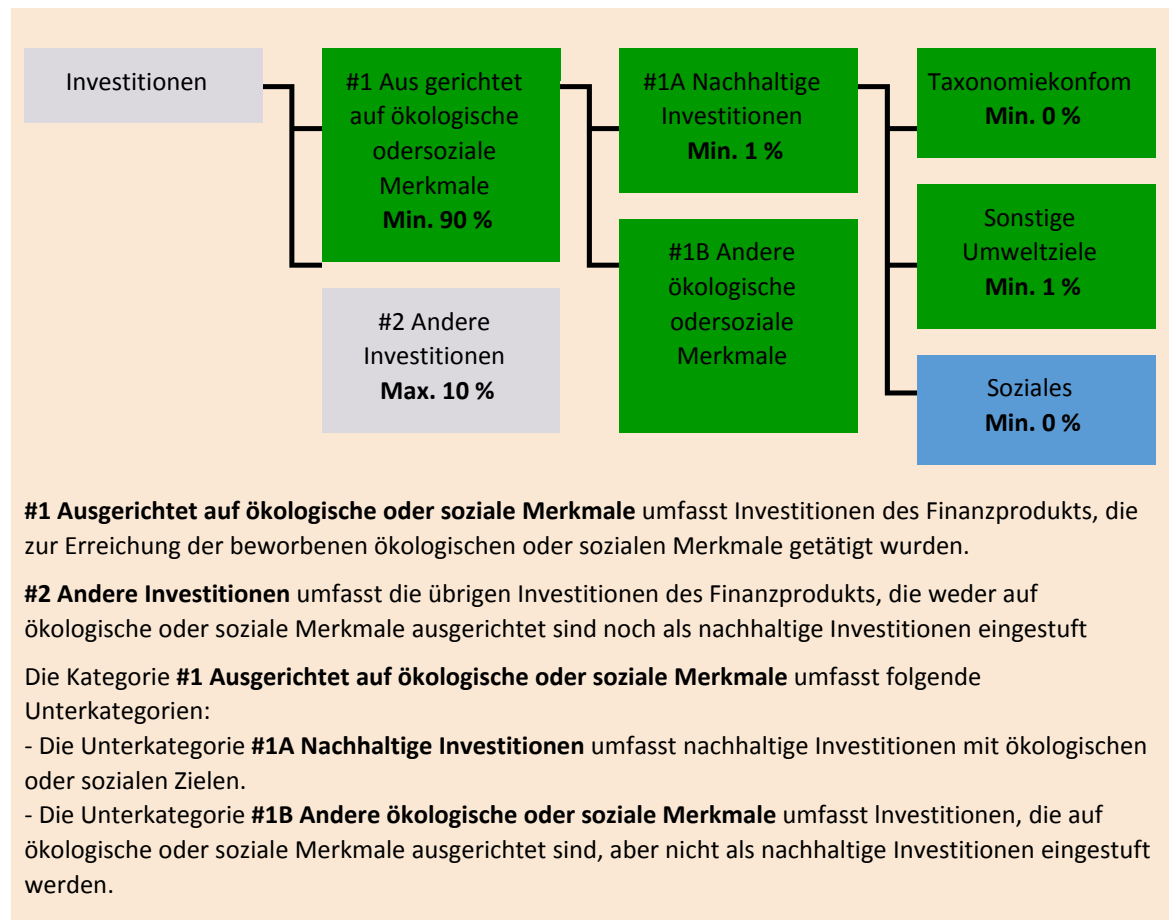 Investitionen
#1 Aus gerichtet
auf ökologische
odersoziale
Merkmale
Min. 90 %
#2 Andere
Investitionen
Max. 10 %
#1A Nachhaltige
Investitionen
Min. 1 %
#1B Andere
ökologische
odersoziale
Merkmale
Taxonomiekonfom
Min. 0 %
Sonstige
Umweltziele
Min. 1 %
Soziales
Min. 0 %
#1 Ausgerichtet auf ökologische oder soziale Merkmale umfasst Investitionen des Finanzprodukts, die
zur Erreichung der beworbenen ökologischen oder sozialen Merkmale getätigt wurden.
#2 Andere Investitionen umfasst die übrigen Investitionen des Finanzprodukts, die weder auf
ökologische oder soziale Merkmale ausgerichtet sind noch als nachhaltige Investitionen eingestuft
Die Kategorie #1 Ausgerichtet auf ökologische oder soziale Merkmale umfasst folgende
Unterkategorien:
- Die Unterkategorie #1A Nachhaltige Investitionen umfasst nachhaltige Investitionen mit ökologischen
oder sozialen Zielen.
- Die Unterkategorie #1B Andere ökologische oder soziale Merkmale umfasst lnvestitionen, die auf
ökologische oder soziale Merkmale ausgerichtet sind, aber nicht als nachhaltige Investitionen eingestuft
werden.